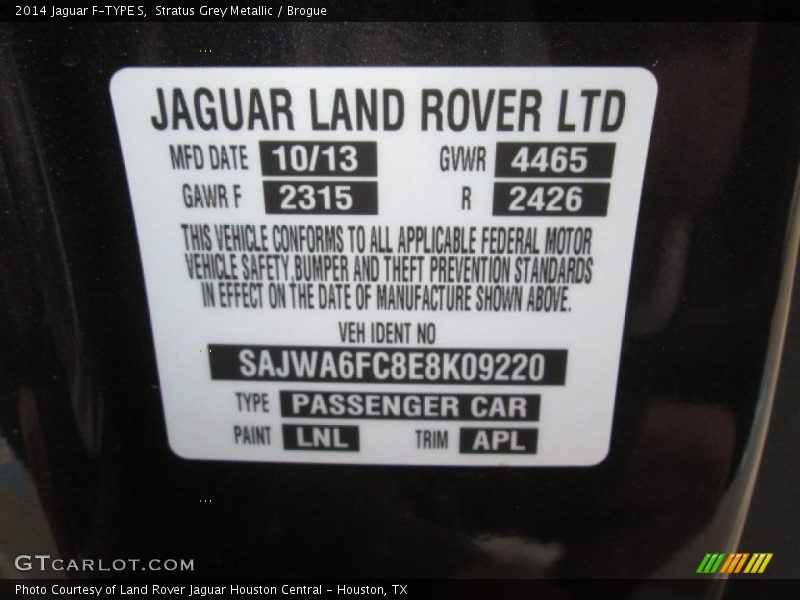 2014 Jaguar F-TYPE S, Stratus Grey Metallic / Brogue
JAGUAR LAND ROVER LTD
MFD DATE 10/13 GVWR 4465
GAWR F 2315 R 2426
THIS VEHICLE CONFORMS TO ALL APPLICABLE FEDERAL MOTOR
VEHICLE SAFETY,BUMPER AND THEFT PREVENTION STANDARDS
IN EFFECT ON THE DATE OF MANUFACTURE SHOWN ABOVE.
VEH IDENT NO
SAJWA6FC8E8K09220
TYPE PASSENGER CAR
PAINT LNL TRIM APL
GTCARLOT.COM
Photo Courtesy of Land Rover Jaguar Houston Central - Houston, TX